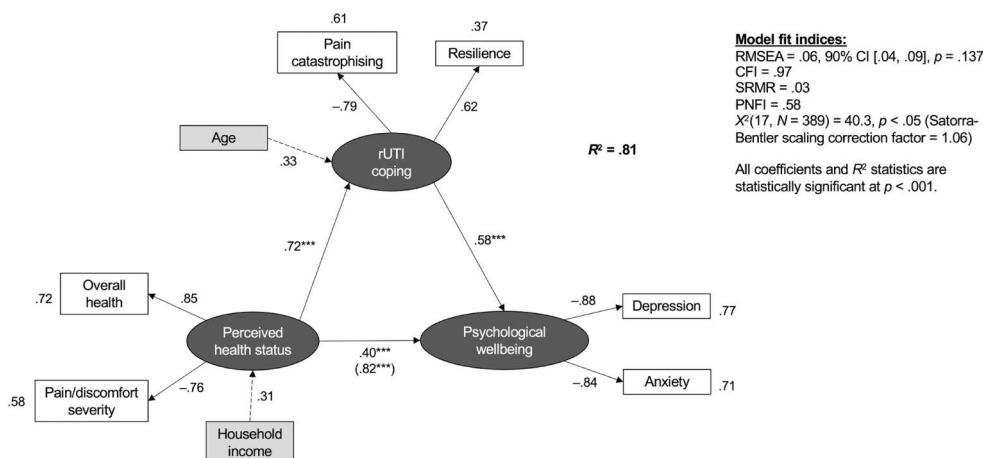 .61
Pain
catastrophising
.37
Resilience
–.79
.62
Age
.33
rUTI
coping
R² = .81
.72***
.58***
.72
Overall
health
.85
Perceived
health status
.40***
(.82***)
Psychological
wellbeing
–.88
Depression
.77
–.84
Anxiety
.71
.58
Pain/discomfort
severity
–.76
.31
Household
income
Model fit indices:
RMSEA = .06, 90% CI [.04, .09], p = .137
CFI = .97
SRMR = .03
PNFI = .58
X²(17, N = 389) = 40.3, p < .05 (Satorra-
Bentler scaling correction factor = 1.06)
All coefficients and R² statistics are
statistically significant at p < .001.